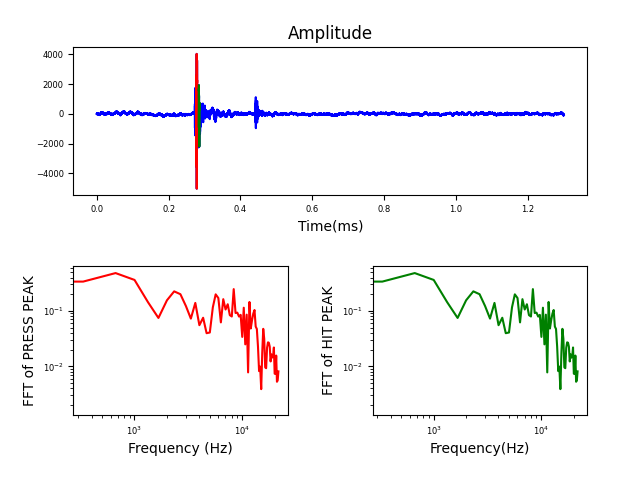 Amplitude
4000
2000
0
−2000
−4000
0.0 0.2 0.4 0.6 0.8 1.0 1.2
Time(ms)
FFT of PRESS PEAK
10⁻¹
10⁻²
10³ 10⁴
Frequency (Hz)
FFT of HIT PEAK
10⁻¹
10⁻²
10³ 10⁴
Frequency(Hz)